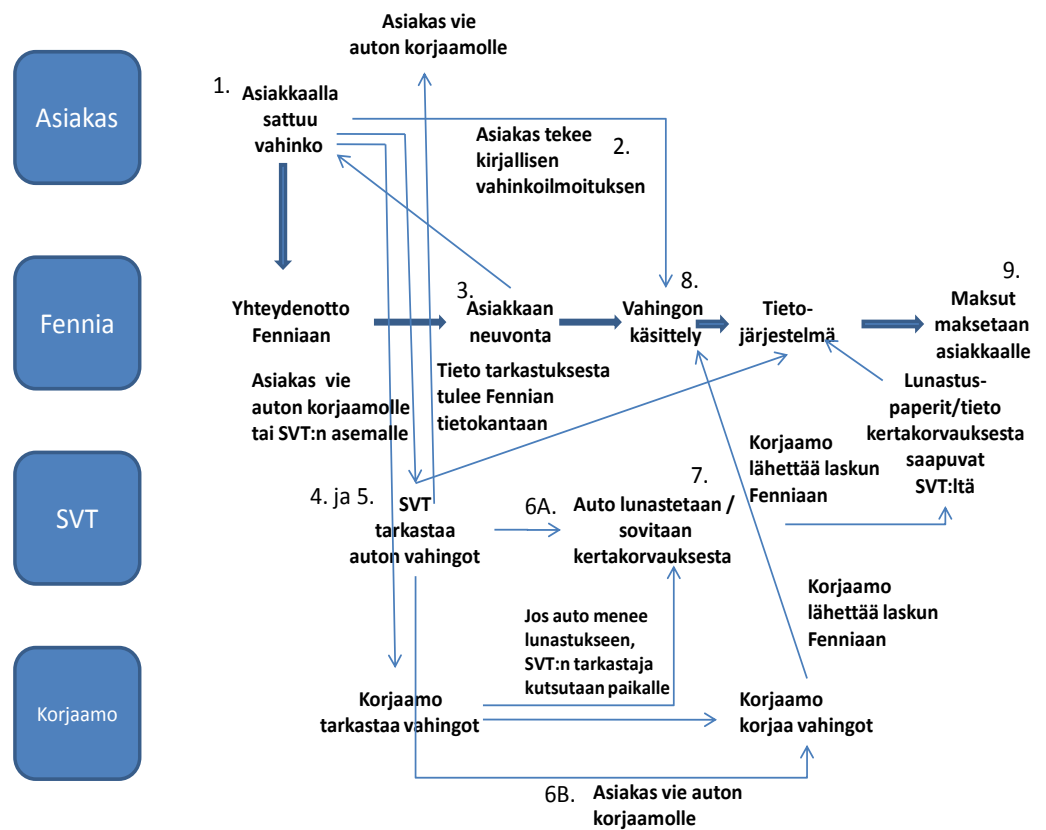 Asiakas
Fennia
SVT
Korjaamo
Asiakas vie
auton korjaamolle
1.
Asiakkaalla
sattuu
vahinko
Asiakas tekee
kirjallisen
vahinkoilmoituksen
2.
Yhteydenotto
Fenniaan
3.
Asiakkaan
neuvonta
8.
Vahingon
käsittely
Tieto-
järjestelmä
9.
Maksut
maksetaan
asiakkaalle
Asiakas vie
auton korjaamolle
tai SVT:n asemalle
Tieto tarkastuksesta
tulee Fennian
tietokantaan
Korjaamo
lähettää laskun
Fenniaan
Lunastus-
paperit/tieto
kertakorvauksesta
saapuvat
SVT:ltä
4. ja 5.
SVT
tarkastaa
auton vahingot
6A.
7.
Auto lunastetaan /
sovitaan
kertakorvauksesta
Jos auto menee
lunastukseen,
SVT:n tarkastaja
kutsutaan paikalle
Korjaamo
lähettää laskun
Fenniaan
Korjaamo
tarkastaa vahingot
Korjaamo
korjaa vahingot
6B.
Asiakas vie auton
korjaamolle